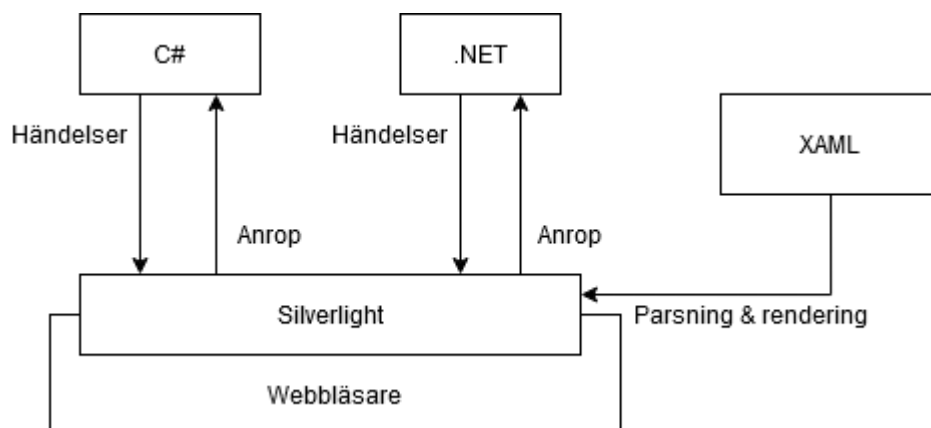 C#
.NET
Händelser
Händelser
XAML
Anrop
Anrop
Silverlight
Parsning & rendering
Webbläsare